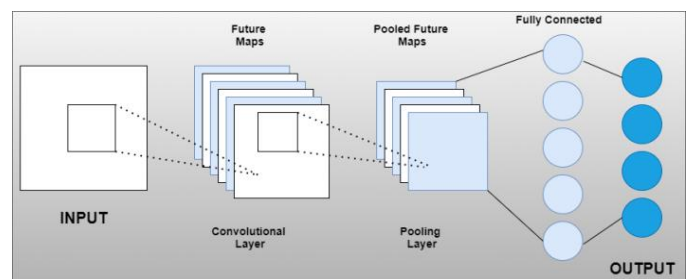 Future
Maps
Pooled Future
Maps
Fully Connected
INPUT
Convolutional
Layer
Pooling
Layer
OUTPUT